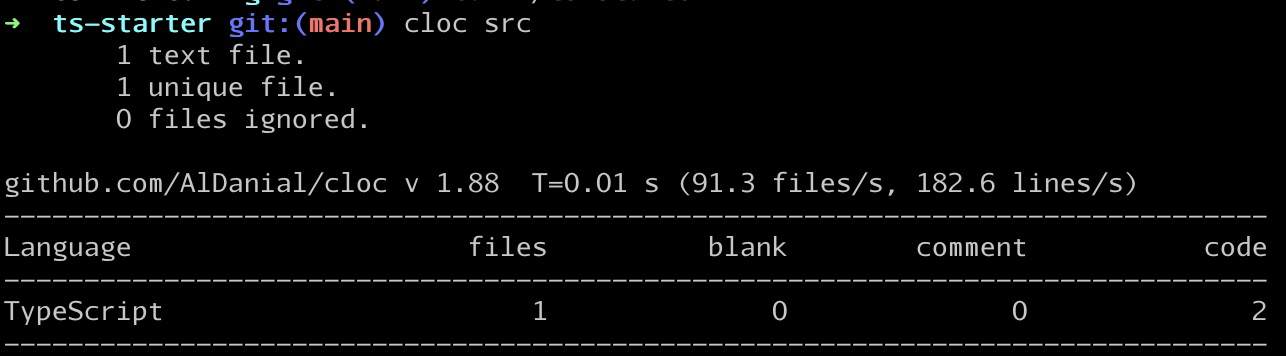 ➜  ts-starter git:(main) cloc src
       1 text file.
       1 unique file.
       0 files ignored.

github.com/AlDanial/cloc v 1.88  T=0.01 s (91.3 files/s, 182.6 lines/s)
-------------------------------------------------------------------------------
Language                     files          blank        comment           code
-------------------------------------------------------------------------------
TypeScript                       1              0              0              2
-------------------------------------------------------------------------------